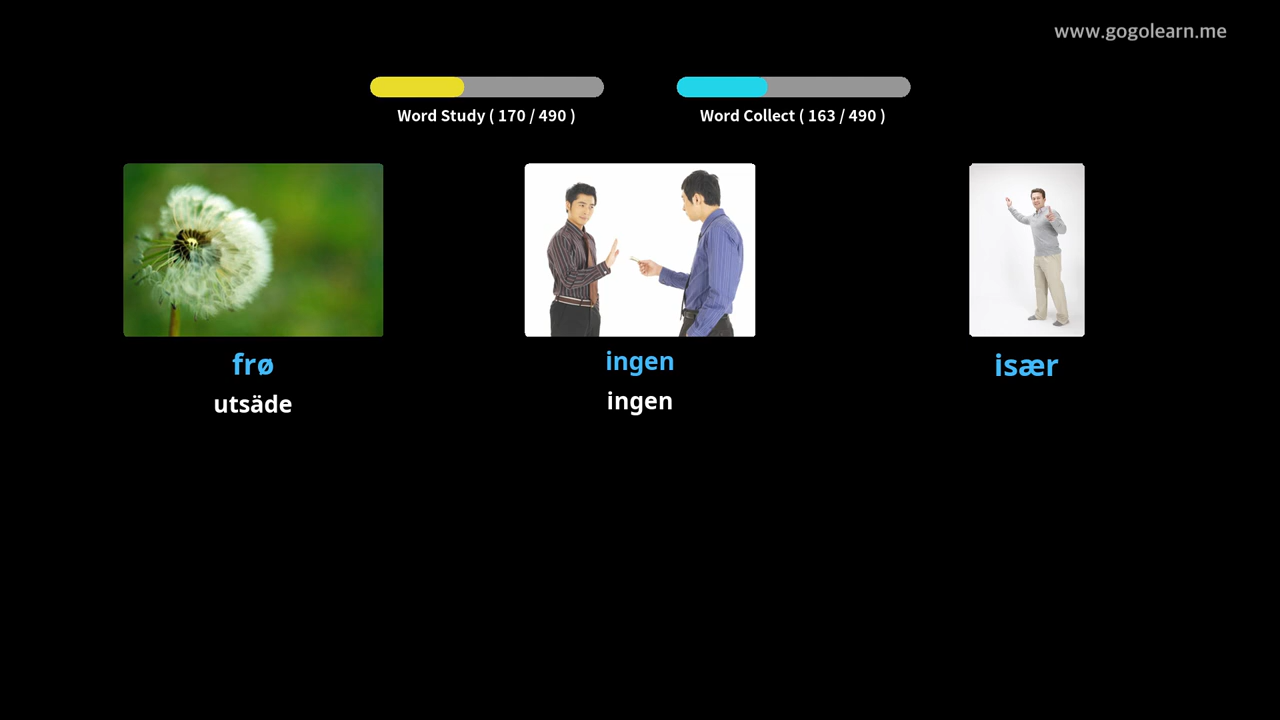 www.gogolearn.me
Word Study ( 170 / 490 )
Word Collect ( 163 / 490 )
frø
utsäde
ingen
ingen
især